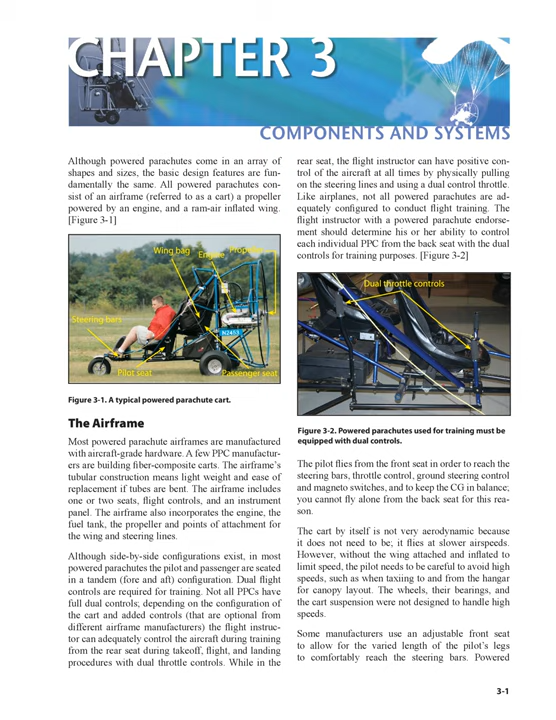 CHAPTER 3
COMPONENTS AND SYSTEMS
Although powered parachutes come in an array of
shapes and sizes, the basic design features are fun-
damentally the same. All powered parachutes con-
sist of an airframe (referred to as a cart) a propeller
powered by an engine, and a ram-air inflated wing.
[Figure 3-1]
Wing bag
Engine
Propeller
Steering bars
N2453
Pilot seat
Passenger seat
Figure 3-1. A typical powered parachute cart.
The Airframe
Most powered parachute airframes are manufactured
with aircraft-grade hardware. A few PPC manufactur-
ers are building fiber-composite carts. The airframe's
tubular construction means light weight and ease of
replacement if tubes are bent. The airframe includes
one or two seats, flight controls, and an instrument
panel. The airframe also incorporates the engine, the
fuel tank, the propeller and points of attachment for
the wing and steering lines.
Although side-by-side configurations exist, in most
powered parachutes the pilot and passenger are seated
in a tandem (fore and aft) configuration. Dual flight
controls are required for training. Not all PPCs have
full dual controls; depending on the configuration of
the cart and added controls (that are optional from
different airframe manufacturers) the flight instruc-
tor can adequately control the aircraft during training
from the rear seat during takeoff, flight, and landing
procedures with dual throttle controls. While in the
rear seat, the flight instructor can have positive con-
trol of the aircraft at all times by physically pulling
on the steering lines and using a dual control throttle.
Like airplanes, not all powered parachutes are ad-
equately configured to conduct flight training. The
flight instructor with a powered parachute endorse-
ment should determine his or her ability to control
each individual PPC from the back seat with the dual
controls for training purposes. [Figure 3-2]
Dual throttle controls
Figure 3-2. Powered parachutes used for training must be
equipped with dual controls.
The pilot flies from the front seat in order to reach the
steering bars, throttle control, ground steering control
and magneto switches, and to keep the CG in balance;
you cannot fly alone from the back seat for this rea-
son.
The cart by itself is not very aerodynamic because
it does not need to be; it flies at slower airspeeds.
However, without the wing attached and inflated to
limit speed, the pilot needs to be careful to avoid high
speeds, such as when taxiing to and from the hangar
for canopy layout. The wheels, their bearings, and
the cart suspension were not designed to handle high
speeds.
Some manufacturers use an adjustable front seat
to allow for the varied length of the pilot's legs
to comfortably reach the steering bars. Powered
3-1